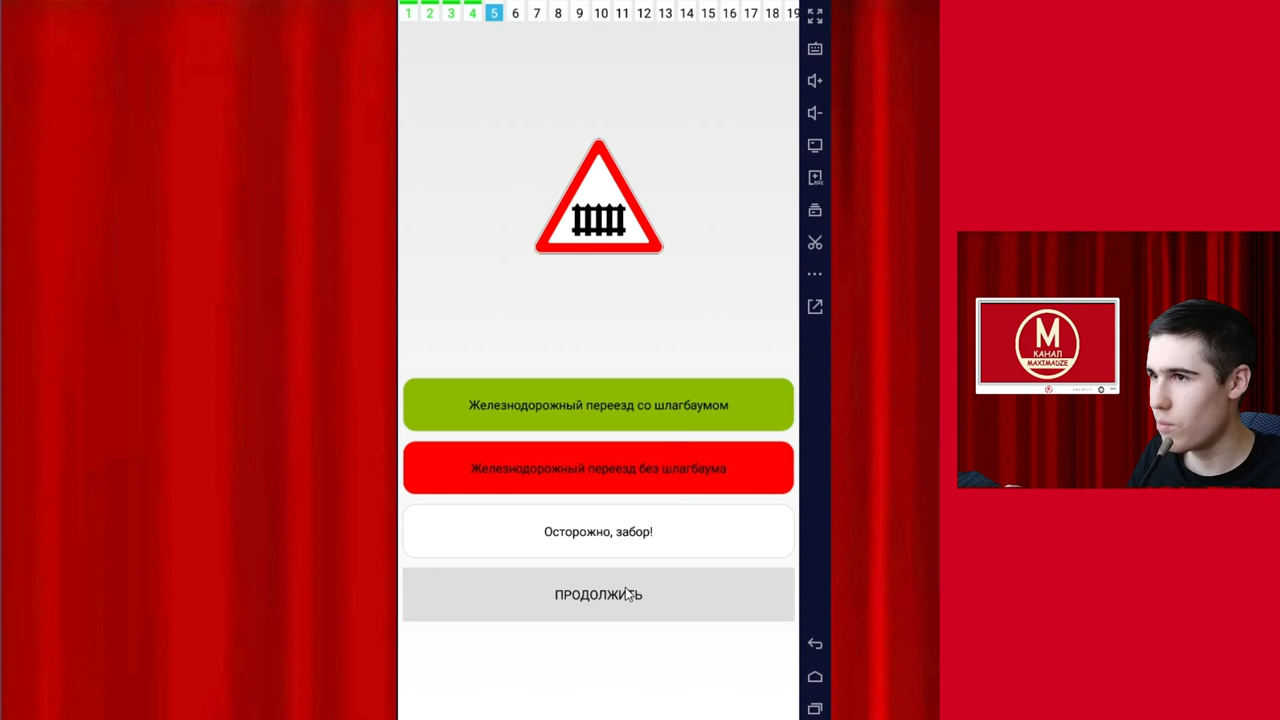 1 2 3 4 5 6 7 8 9 10 11 12 13 14 15 16 17 18 19
Железнодорожный переезд со шлагбаумом
Железнодорожный переезд без шлагбаума
Осторожно, забор!
ПРОДОЛЖИТЬ
М
КАНАЛ
MAXIMADZE